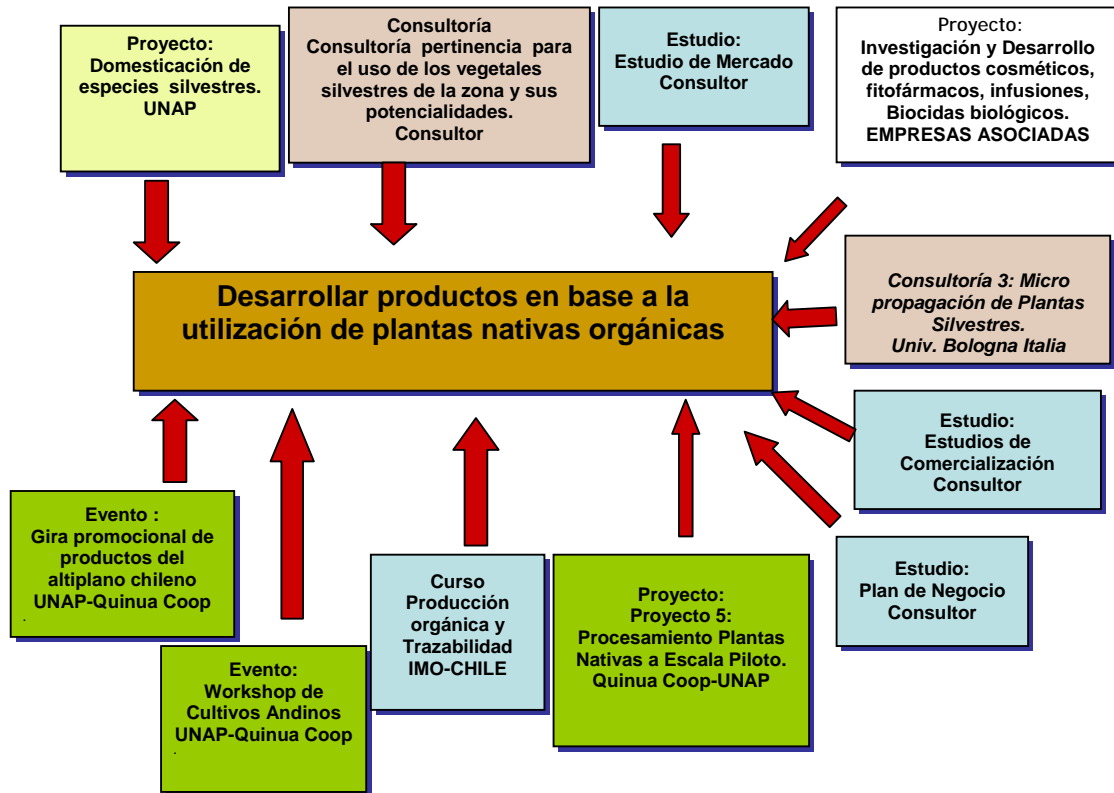 Proyecto:
Domesticación de
especies silvestres.
UNAP
Consultoría
Consultoría pertinencia para
el uso de los vegetales
silvestres de la zona y sus
potencialidades.
Consultor
Estudio:
Estudio de Mercado
Consultor
Proyecto:
Investigación y Desarrollo
de productos cosméticos,
fitofármacos, infusiones,
Biocidas biológicos.
EMPRESAS ASOCIADAS
Desarrollar productos en base a la
utilización de plantas nativas orgánicas
Consultoría 3: Micro
propagación de Plantas
Silvestres.
Univ. Bologna Italia
Estudio:
Estudios de
Comercialización
Consultor
Evento :
Gira promocional de
productos del
altiplano chileno
UNAP-Quinua Coop
.
Evento:
Workshop de
Cultivos Andinos
UNAP-Quinua Coop
.
Curso
Producción
orgánica y
Trazabilidad
IMO-CHILE
Proyecto:
Proyecto 5:
Procesamiento Plantas
Nativas a Escala Piloto.
Quinua Coop-UNAP
Estudio:
Plan de Negocio
Consultor